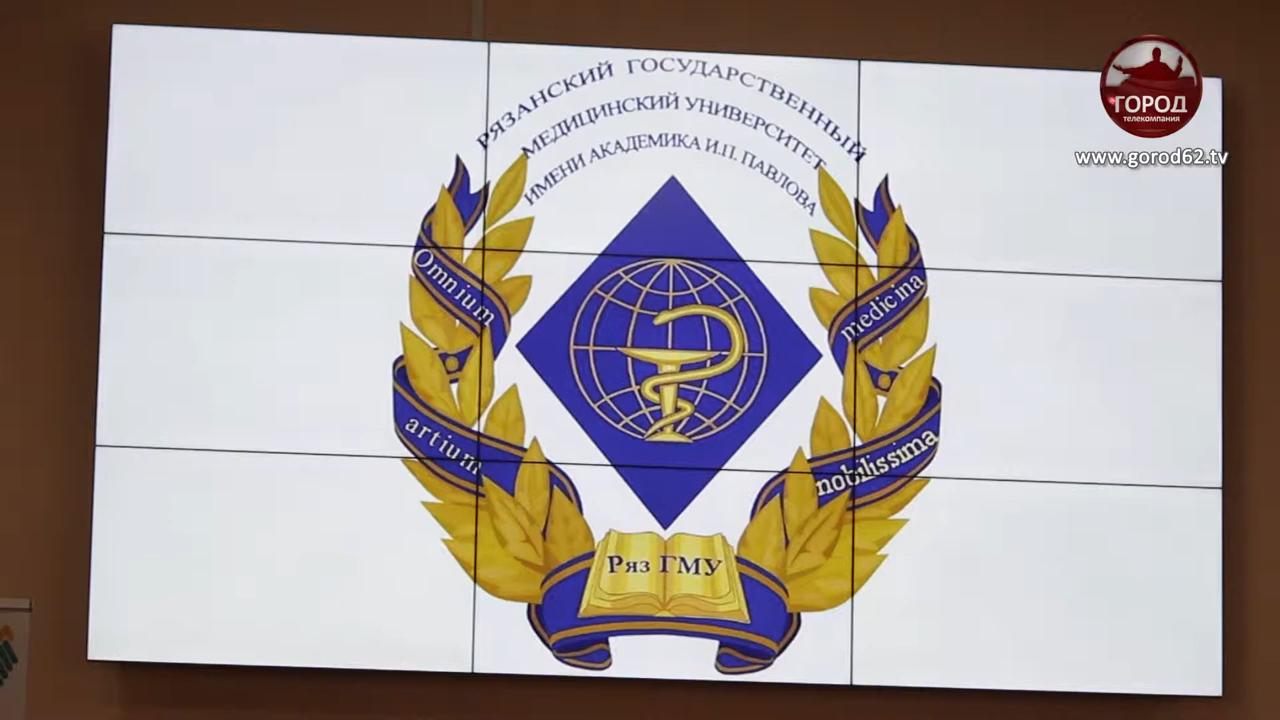 РЯЗАНСКИЙ ГОСУДАРСТВЕННЫЙ
МЕДИЦИНСКИЙ УНИВЕРСИТЕТ
ИМЕНИ АКАДЕМИКА И.П. ПАВЛОВА
Omnium
medicina
artium
nobilissima
Ряз ГМУ
ГОРОД
телекомпания
www.gorod62.tv